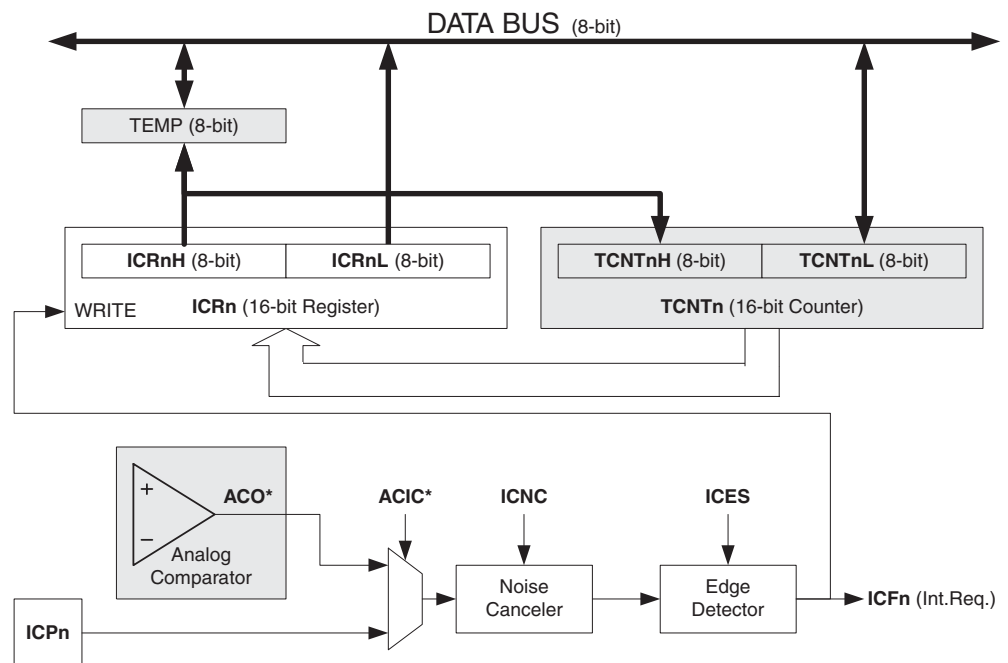 DATA BUS (8-bit)
TEMP (8-bit)
ICRnH (8-bit)
ICRnL (8-bit)
TCNTnH (8-bit)
TCNTnL (8-bit)
WRITE
ICRn (16-bit Register)
TCNTn (16-bit Counter)
+
−
ACO*
Analog
Comparator
ACIC*
ICNC
ICES
Noise
Canceler
Edge
Detector
ICFn (Int.Req.)
ICPn